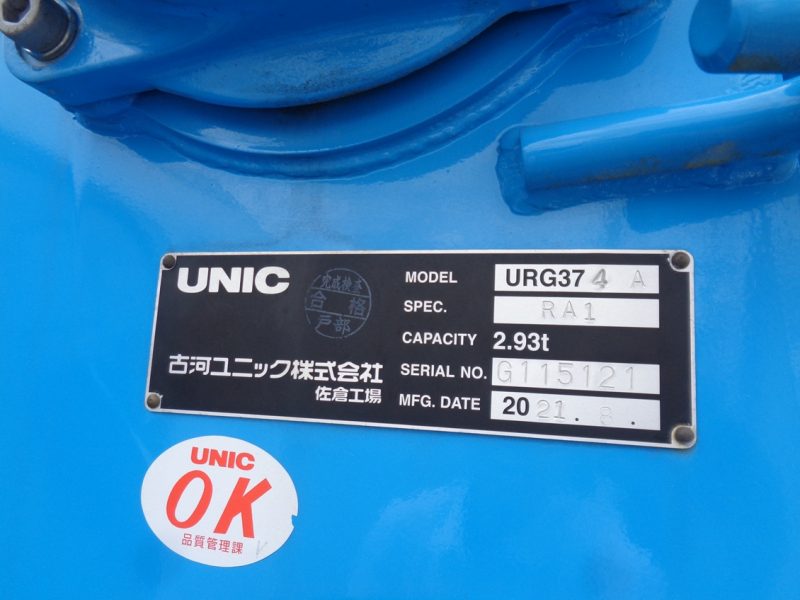 UNIC
完成検査
合格
戸部
古河ユニック株式会社
佐倉工場
MODEL URG374 A
SPEC. RA1
CAPACITY 2.93t
SERIAL NO. G115121
MFG. DATE 2021. 8.
UNIC
OK
品質管理課